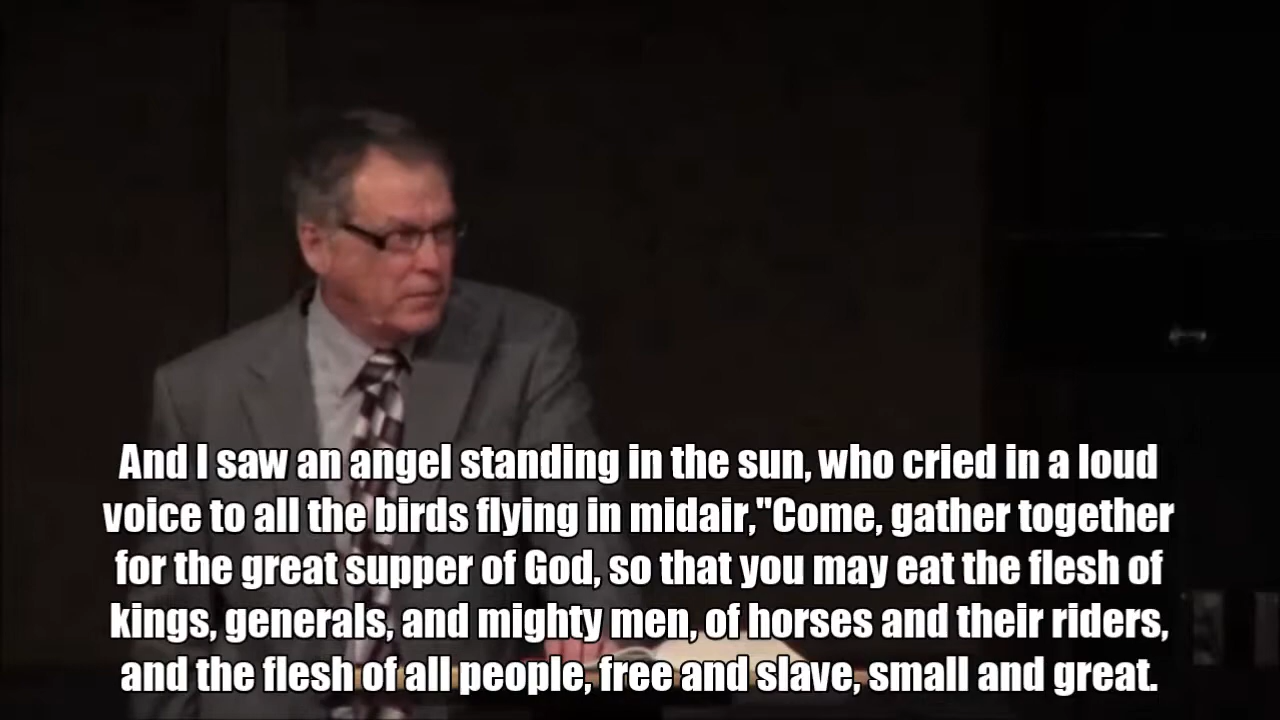 And I saw an angel standing in the sun, who cried in a loud
voice to all the birds flying in midair,"Come, gather together
for the great supper of God, so that you may eat the flesh of
kings, generals, and mighty men, of horses and their riders,
and the flesh of all people, free and slave, small and great.